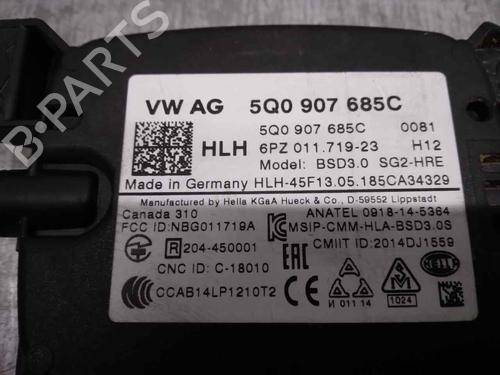 VW AG 5Q0 907 685C
5Q0 907 685C 0081
HLH 6PZ 011.719-23 H12
Model: BSD3.0 SG2-HRE
Made in Germany HLH-45F13.05.185CA34329
Manufactured by Hella KGaA Hueck & Co., D-59552 Lippstadt
Canada 310 ANATEL 0918-14-5364
FCC ID:NBG011719A MSIP-CMM-HLA-BSD3.0S
R 204-450001 CMIIT ID:2014DJ1559
CNC ID: C-18010 EAC
CCAB14LP1210T2 И 011 14 1024
B-PARTS